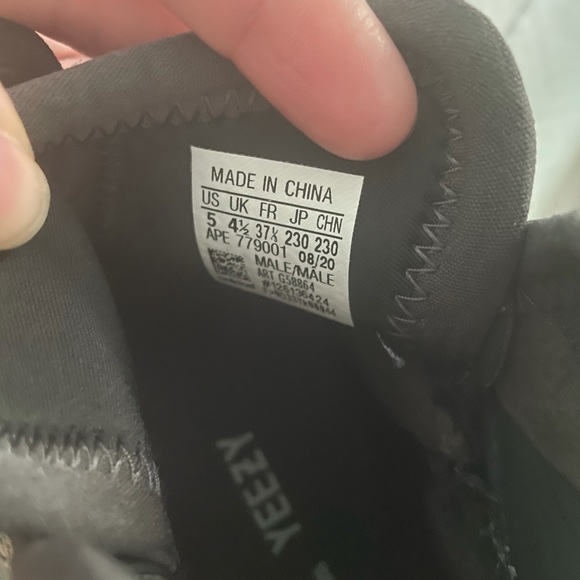 MADE IN CHINA
US UK FR JP CHN
5 4½ 37⅓ 230 230
APE 779001 08/20
MALE/MALE
ART G58864
#126136424
YEEZY